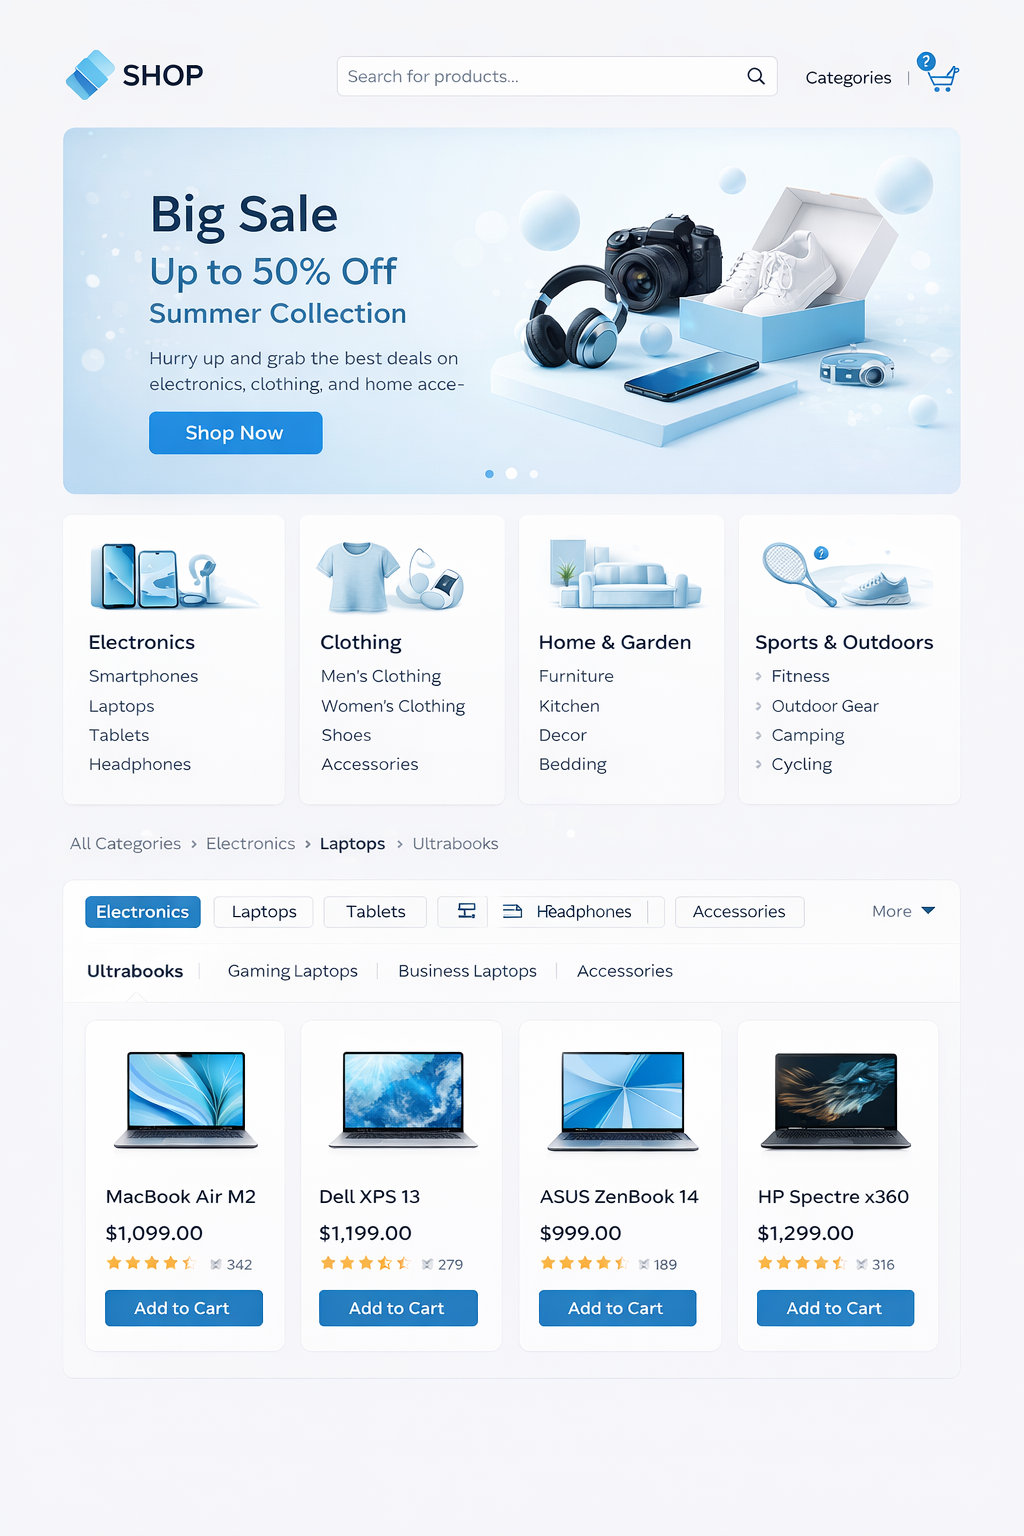 SHOP
Search for products...
Categories
?
Big Sale
Up to 50% Off
Summer Collection
Hurry up and grab the best deals on
electronics, clothing, and home acce-
Shop Now
?
Electronics
Smartphones
Laptops
Tablets
Headphones
Clothing
Men's Clothing
Women's Clothing
Shoes
Accessories
Home & Garden
Furniture
Kitchen
Decor
Bedding
Sports & Outdoors
› Fitness
› Outdoor Gear
› Camping
› Cycling
All Categories › Electronics › Laptops › Ultrabooks
Electronics Laptops Tablets Headphones Accessories More
Ultrabooks Gaming Laptops Business Laptops Accessories
MacBook Air M2
$1,099.00
342
Add to Cart
Dell XPS 13
$1,199.00
279
Add to Cart
ASUS ZenBook 14
$999.00
189
Add to Cart
HP Spectre x360
$1,299.00
316
Add to Cart